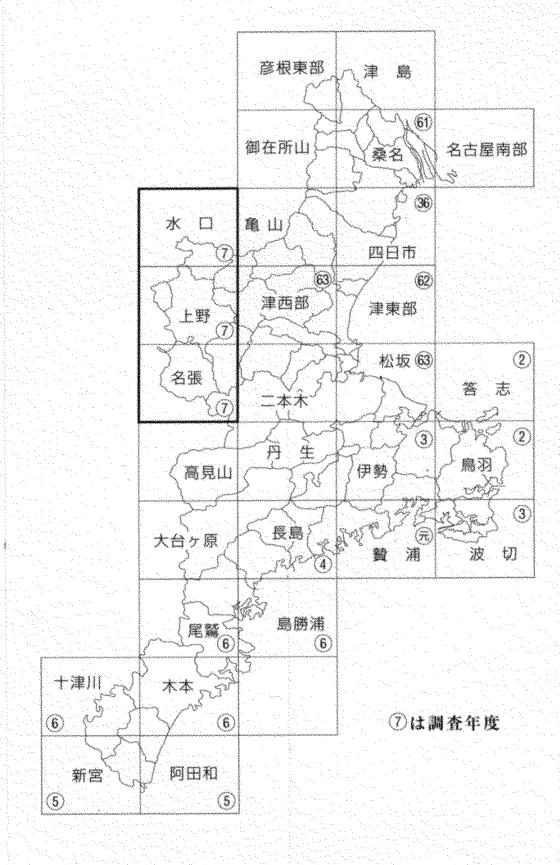 彦根東部 津島
御在所山 桑名 61 名古屋南部
水口 7 亀山 四日市 36
上野 7 津西部 63 津東部 62
名張 7 二本木 松坂 63 答志 2
高見山 丹生 伊勢 3 鳥羽 2
大台ヶ原 長島 4 贄浦 元 波切 3
尾鷲 6 島勝浦 6
十津川 6 木本 6
⑦は調査年度
新宮 5 阿田和 5